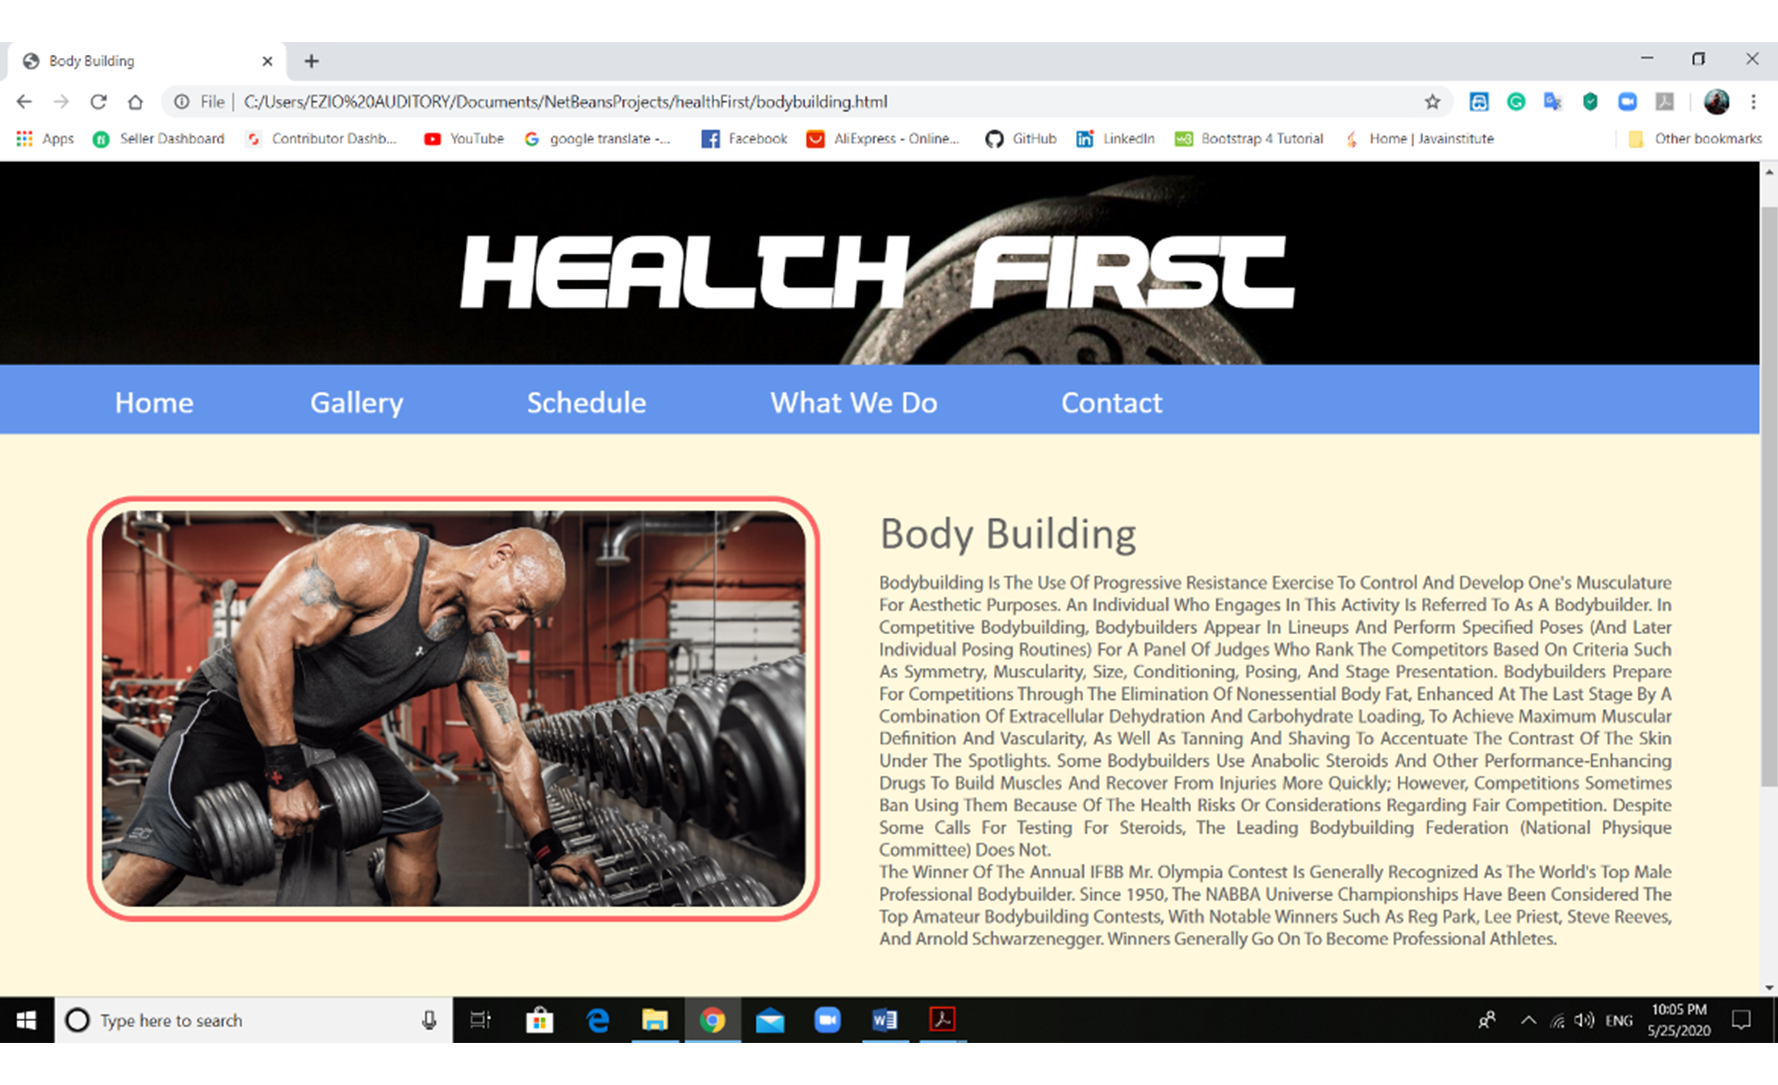 Body Building
File | C:/Users/EZIO%20AUDITORY/Documents/NetBeansProjects/healthFirst/bodybuilding.html
Apps Seller Dashboard Contributor Dashb... YouTube google translate -... Facebook AliExpress - Online... GitHub LinkedIn Bootstrap 4 Tutorial Home | Javainstitute Other bookmarks
HEALTH FIRST
Home Gallery Schedule What We Do Contact
Body Building
Bodybuilding Is The Use Of Progressive Resistance Exercise To Control And Develop One's Musculature
For Aesthetic Purposes. An Individual Who Engages In This Activity Is Referred To As A Bodybuilder. In
Competitive Bodybuilding, Bodybuilders Appear In Lineups And Perform Specified Poses (And Later
Individual Posing Routines) For A Panel Of Judges Who Rank The Competitors Based On Criteria Such
As Symmetry, Muscularity, Size, Conditioning, Posing, And Stage Presentation. Bodybuilders Prepare
For Competitions Through The Elimination Of Nonessential Body Fat, Enhanced At The Last Stage By A
Combination Of Extracellular Dehydration And Carbohydrate Loading, To Achieve Maximum Muscular
Definition And Vascularity, As Well As Tanning And Shaving To Accentuate The Contrast Of The Skin
Under The Spotlights. Some Bodybuilders Use Anabolic Steroids And Other Performance-Enhancing
Drugs To Build Muscles And Recover From Injuries More Quickly; However, Competitions Sometimes
Ban Using Them Because Of The Health Risks Or Considerations Regarding Fair Competition. Despite
Some Calls For Testing For Steroids, The Leading Bodybuilding Federation (National Physique
Committee) Does Not.
The Winner Of The Annual IFBB Mr. Olympia Contest Is Generally Recognized As The World's Top Male
Professional Bodybuilder. Since 1950, The NABBA Universe Championships Have Been Considered The
Top Amateur Bodybuilding Contests, With Notable Winners Such As Reg Park, Lee Priest, Steve Reeves,
And Arnold Schwarzenegger. Winners Generally Go On To Become Professional Athletes.
Type here to search
ENG
10:05 PM
5/25/2020